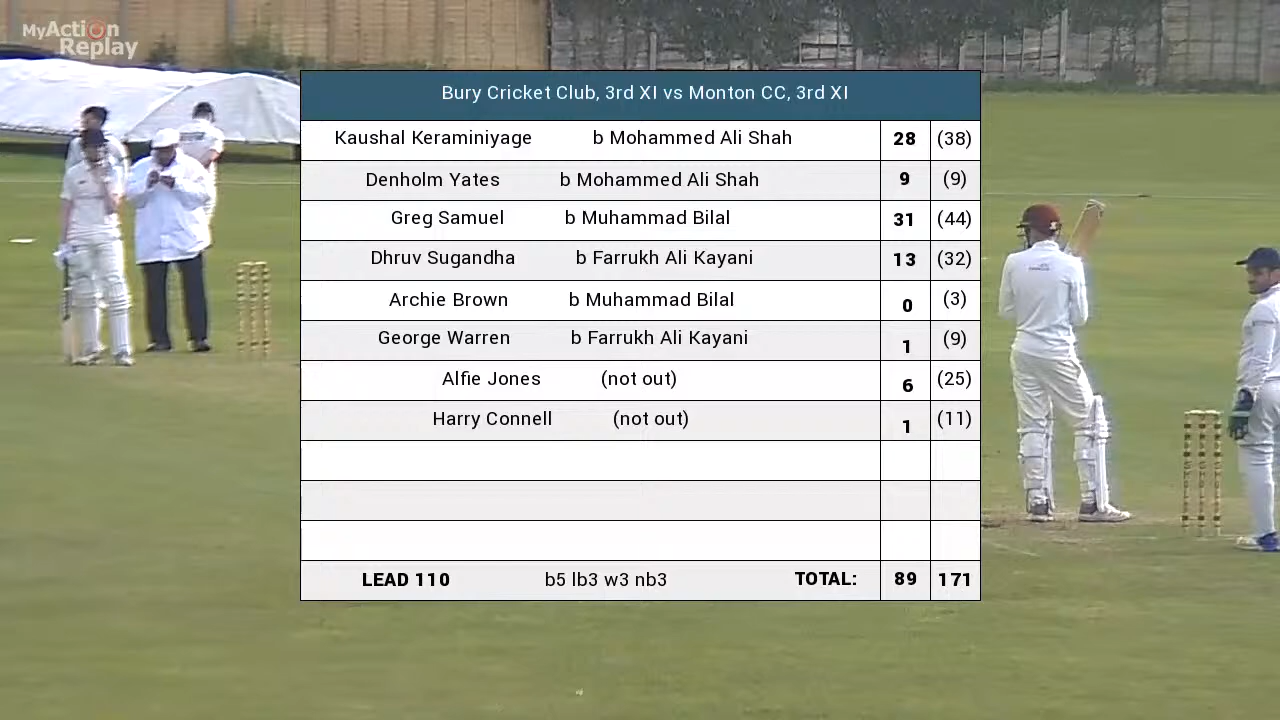 MyAction
Replay
Bury Cricket Club, 3rd XI vs Monton CC, 3rd XI
Kaushal Keraminiyage b Mohammed Ali Shah 28 (38)
Denholm Yates b Mohammed Ali Shah 9 (9)
Greg Samuel b Muhammad Bilal 31 (44)
Dhruv Sugandha b Farrukh Ali Kayani 13 (32)
Archie Brown b Muhammad Bilal 0 (3)
George Warren b Farrukh Ali Kayani 1 (9)
Alfie Jones (not out) 6 (25)
Harry Connell (not out) 1 (11)
LEAD 110 b5 lb3 w3 nb3 TOTAL: 89 171